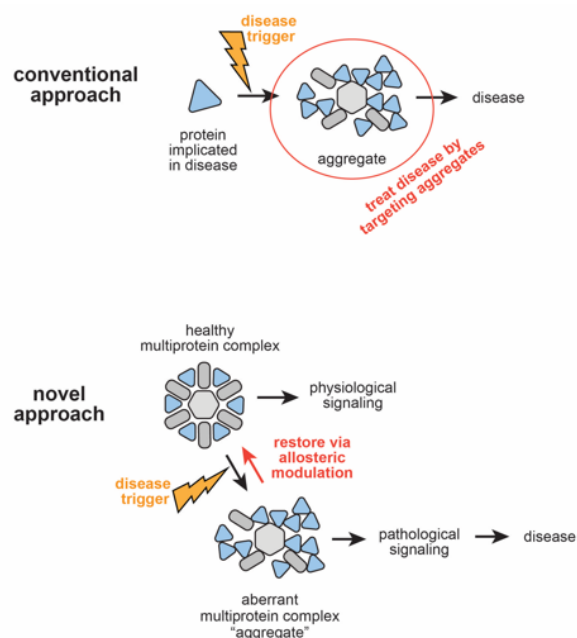 disease
trigger
conventional
approach
protein
implicated
in disease
aggregate
disease
treat disease by
targeting aggregates
healthy
multiprotein complex
novel
approach
physiological
signaling
restore via
allosteric
modulation
disease
trigger
pathological
signaling
disease
aberrant
multiprotein complex
"aggregate"